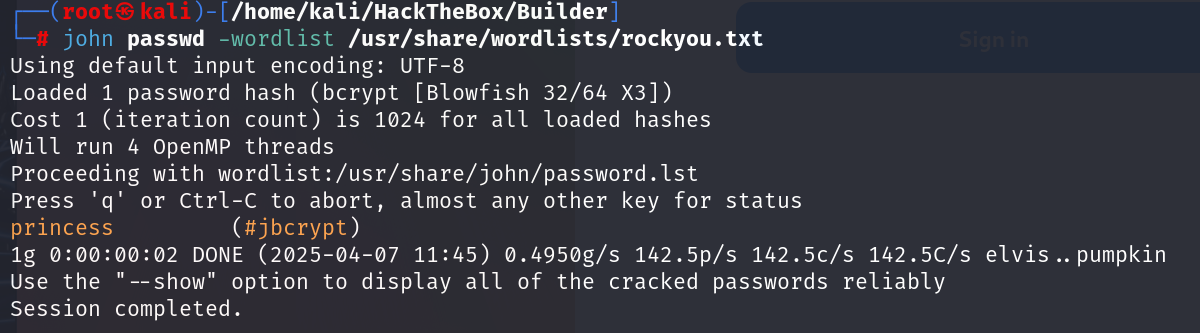 ┌──(root㉿kali)-[/home/kali/HackTheBox/Builder]
└─# john passwd -wordlist /usr/share/wordlists/rockyou.txt
Sign in
Using default input encoding: UTF-8
Loaded 1 password hash (bcrypt [Blowfish 32/64 X3])
Cost 1 (iteration count) is 1024 for all loaded hashes
Will run 4 OpenMP threads
Proceeding with wordlist:/usr/share/john/password.lst
Press 'q' or Ctrl-C to abort, almost any other key for status
princess         (#jbcrypt)
1g 0:00:00:02 DONE (2025-04-07 11:45) 0.4950g/s 142.5p/s 142.5c/s 142.5C/s elvis..pumpkin
Use the "--show" option to display all of the cracked passwords reliably
Session completed.